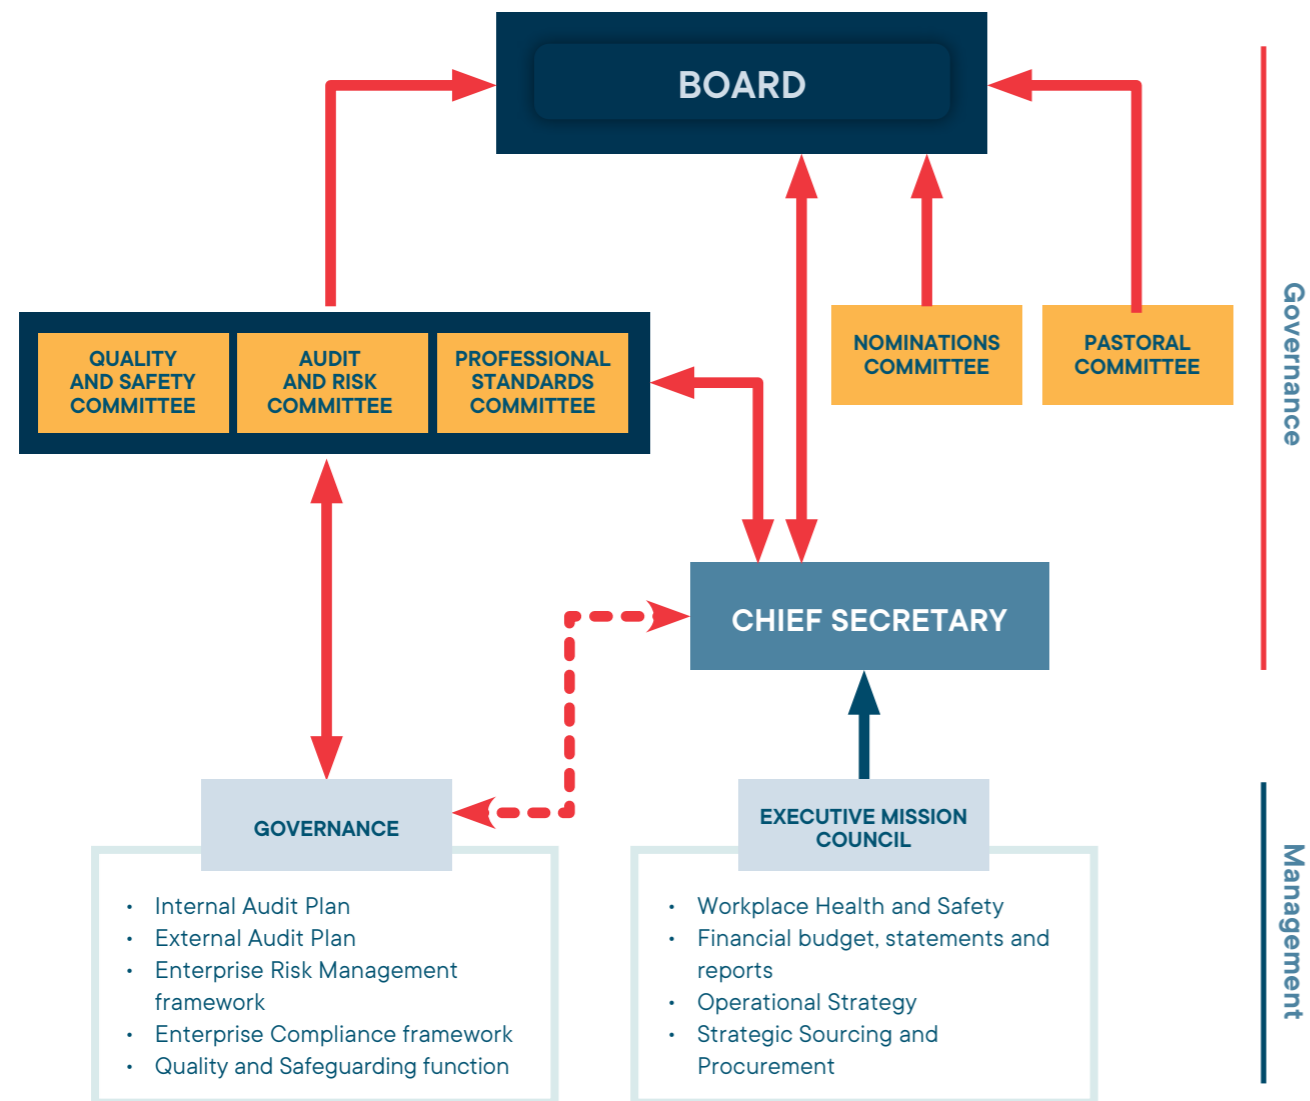 BOARD
QUALITY
AND SAFETY
COMMITTEE
AUDIT
AND RISK
COMMITTEE
PROFESSIONAL
STANDARDS
COMMITTEE
NOMINATIONS
COMMITTEE
PASTORAL
COMMITTEE
Governance
CHIEF SECRETARY
GOVERNANCE
• Internal Audit Plan
• External Audit Plan
• Enterprise Risk Management
framework
• Enterprise Compliance framework
• Quality and Safeguarding function
EXECUTIVE MISSION
COUNCIL
• Workplace Health and Safety
• Financial budget, statements and
reports
• Operational Strategy
• Strategic Sourcing and
Procurement
Management